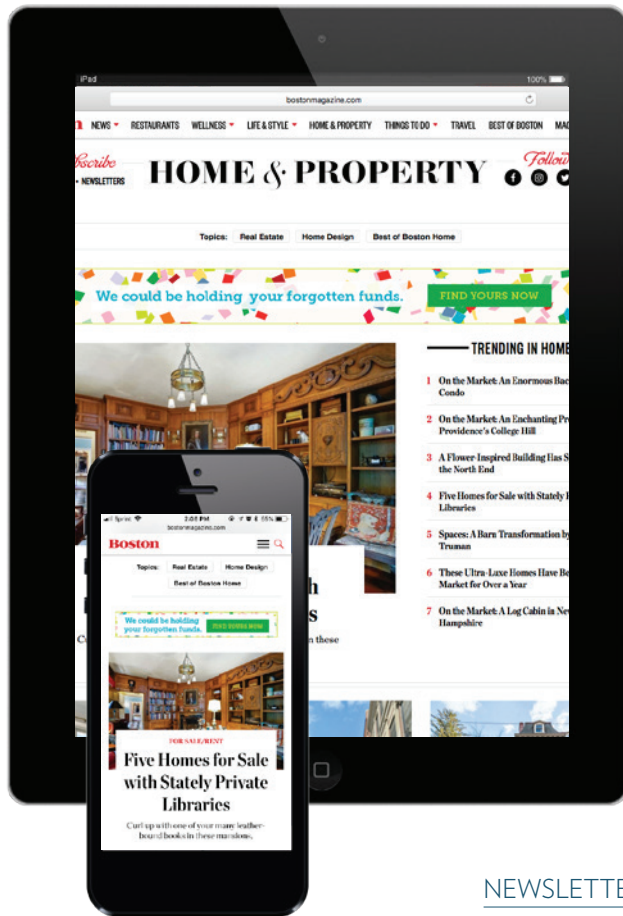 iPad
100%
bostonmagazine.com
NEWS
RESTAURANTS
WELLNESS
LIFE & STYLE
HOME & PROPERTY
THINGS TO DO
TRAVEL
BEST OF BOSTON
NEWSLETTERS
HOME & PROPERTY
Follow
Topics: Real Estate Home Design Best of Boston Home
We could be holding your forgotten funds. FIND YOURS NOW
TRENDING IN HOME
1 On the Market: An Enormous
Condo
2 On the Market: An Enchanting
Providence's College Hill
3 A Flower-Inspired Building Has
the North End
4 Five Homes for Sale with Stately
Libraries
5 Spaces: A Barn Transformation by
Truman
6 These Ultra-Luxe Homes Have
Market for Over a Year
7 On the Market: A Log Cabin in
Hampshire
in these
Sprint 2:05 PM 55%
bostonmagazine.com
Boston
Topics: Real Estate Home Design
Best of Boston Home
We could be holding
your forgotten funds. FIND YOURS NOW
FOR SALE/RENT
Five Homes for Sale
with Stately Private
Libraries
Curl up with one of your many leather-
bound books in these mansions.